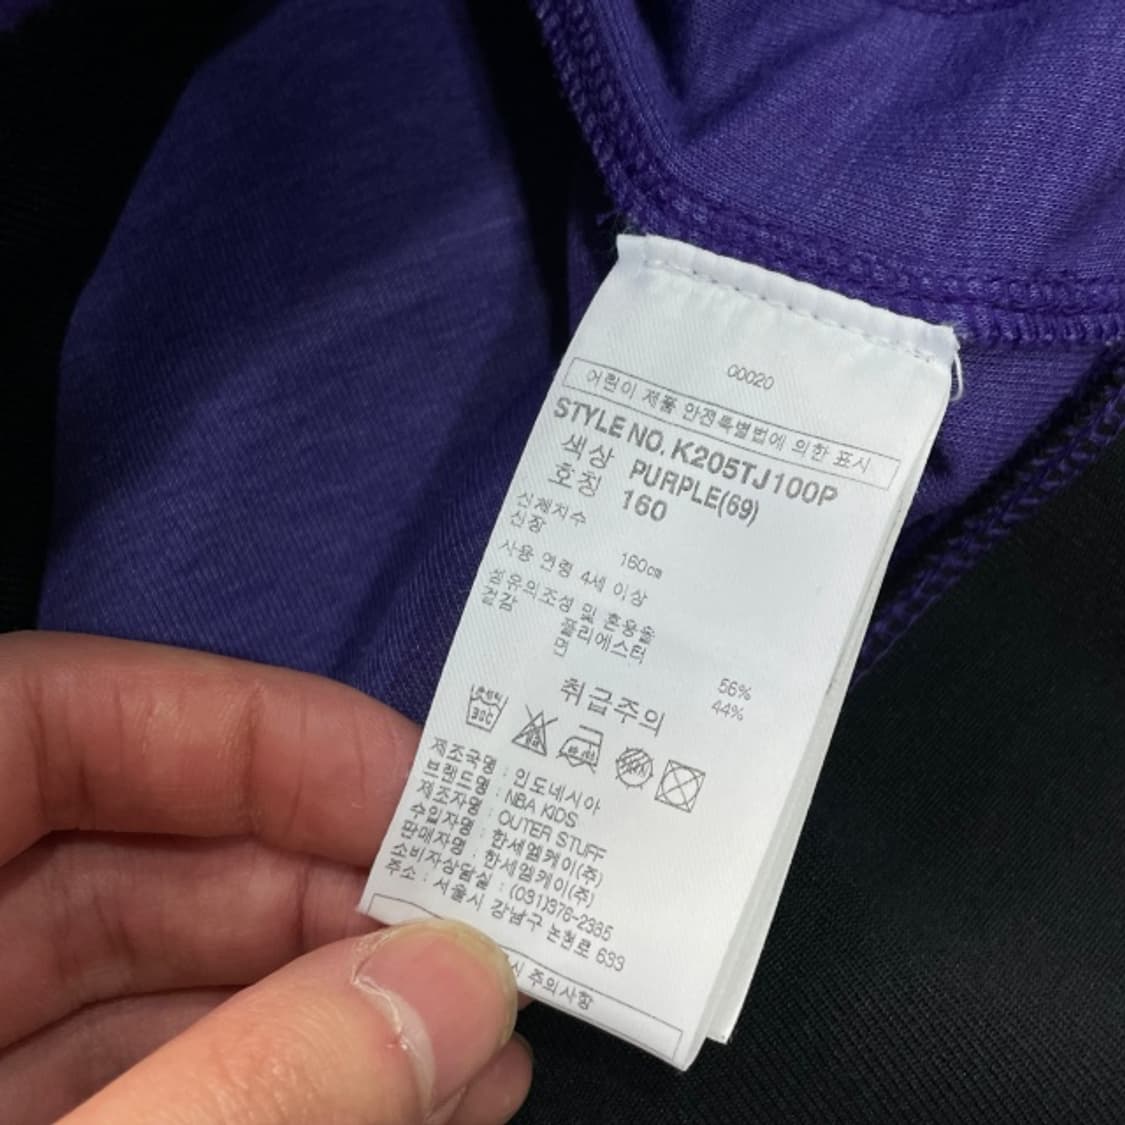 00020
어린이 제품 안전특별법에 의한 표시
STYLE NO. K205TJ100P
색상 PURPLE(69)
호칭 160
신체치수
신장 160cm
사용 연령 4세 이상
섬유의조성 및 혼용율
겉감
폴리에스터 56%
면 44%
취급주의
30C
제조국명 : 인도네시아
브랜드명 : NBA KIDS
제조자명 : OUTER STUFF
수입자명 : 한세엠케이(주)
판매자명 : 한세엠케이(주)
소비자상담실 : (031)376-2365
주소 : 서울시 강남구 논현로 633
주의사항